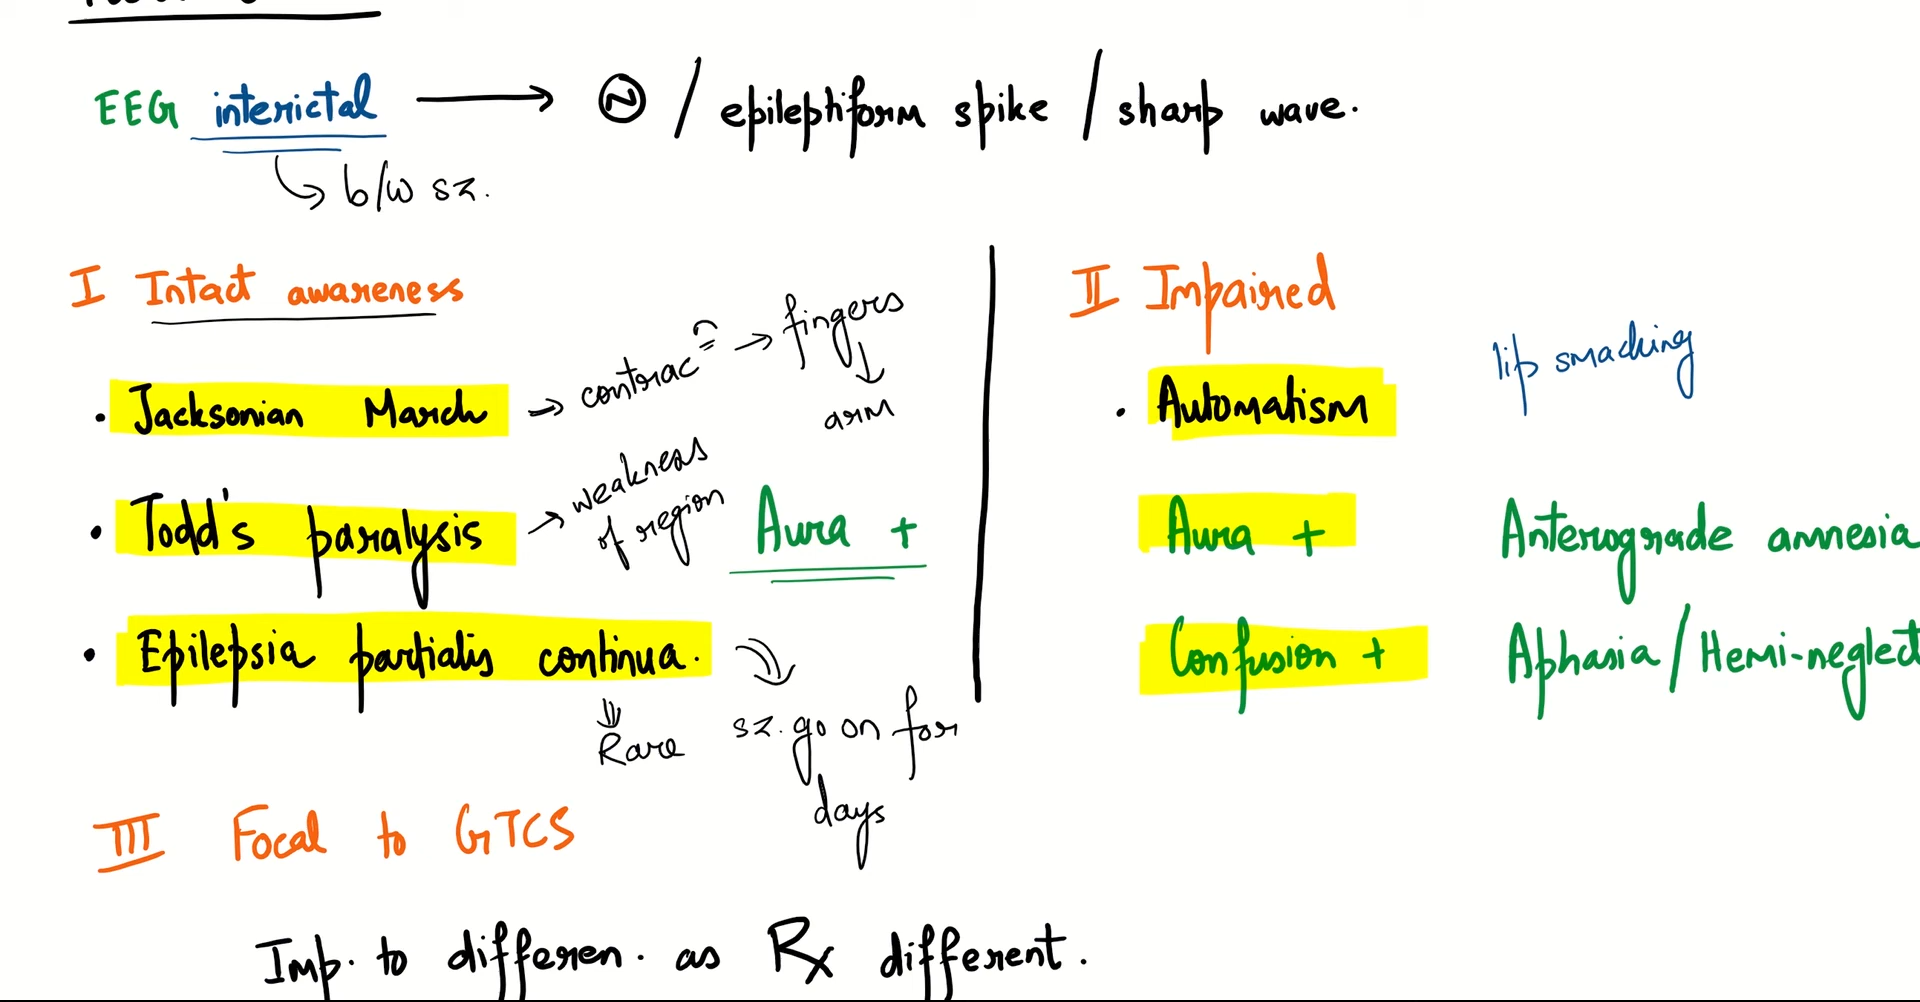 EEG interictal → Ⓝ / epileptiform spike / sharp wave.
↳ b/w sz.
I Intact awareness
• Jacksonian March → contrac → fingers
↓
arm
• Todd's paralysis → weakness
of region
Aura +
• Epilepsia partialis continua.
⇓
Rare
sz. go on for
days
II Impaired
• Automatism
lip smacking
Aura +
Anterograde amnesia
Confusion +
Aphasia / Hemi-neglect
III Focal to GTCS
Imp. to differen. as Rx different.